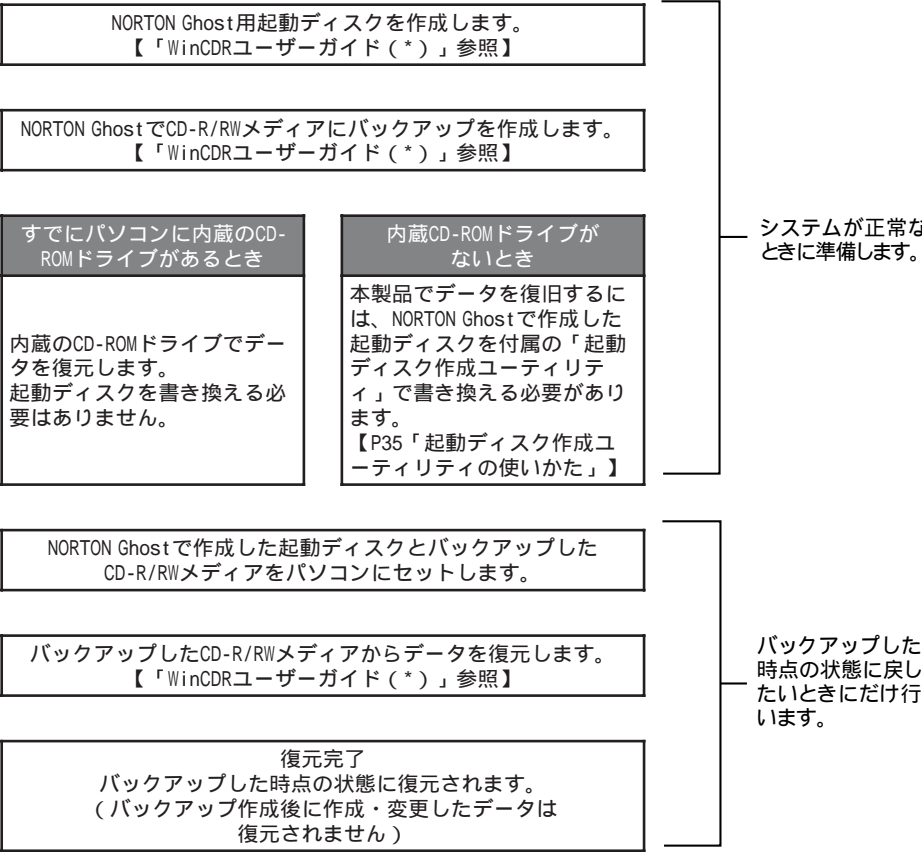 NORTON Ghost用起動ディスクを作成します。
【「WinCDRユーザーガイド(*)」参照】
NORTON GhostでCD-R/RWメディアにバックアップを作成します。
【「WinCDRユーザーガイド(*)」参照】
すでにパソコンに内蔵のCD-
ROMドライブがあるとき
内蔵のCD-ROMドライブでデー
タを復元します。
起動ディスクを書き換える必
要はありません。
内蔵CD-ROMドライブが
ないとき
本製品でデータを復旧するに
は、NORTON Ghostで作成した
起動ディスクを付属の「起動
ディスク作成ユーティリテ
ィ」で書き換える必要があり
ます。
【P35「起動ディスク作成ユ
ーティリティの使いかた」】
システムが正常な
ときに準備します。
NORTON Ghostで作成した起動ディスクとバックアップした
CD-R/RWメディアをパソコンにセットします。
バックアップしたCD-R/RWメディアからデータを復元します。
【「WinCDRユーザーガイド(*)」参照】
復元完了
バックアップした時点の状態に復元されます。
(バックアップ作成後に作成・変更したデータは
復元されません)
バックアップした
時点の状態に戻し
たいときにだけ行
います。